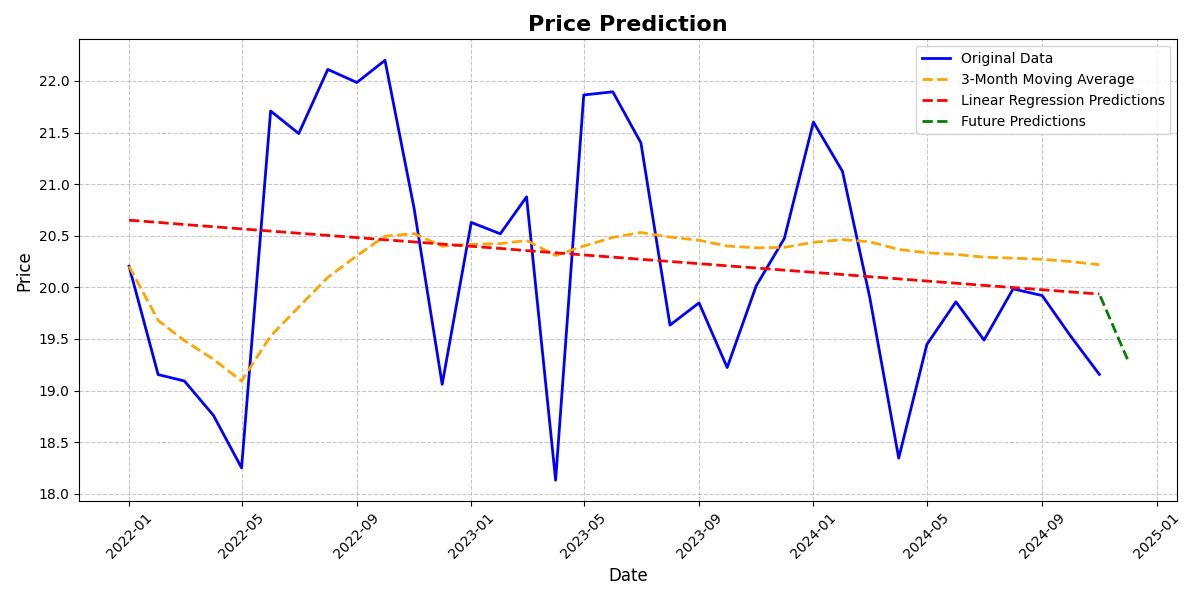 Price Prediction
Original Data
3-Month Moving Average
Linear Regression Predictions
Future Predictions
Price
22.0
21.5
21.0
20.5
20.0
19.5
19.0
18.5
18.0
2022-01
2022-05
2022-09
2023-01
2023-05
2023-09
2024-01
2024-05
2024-09
2025-01
Date